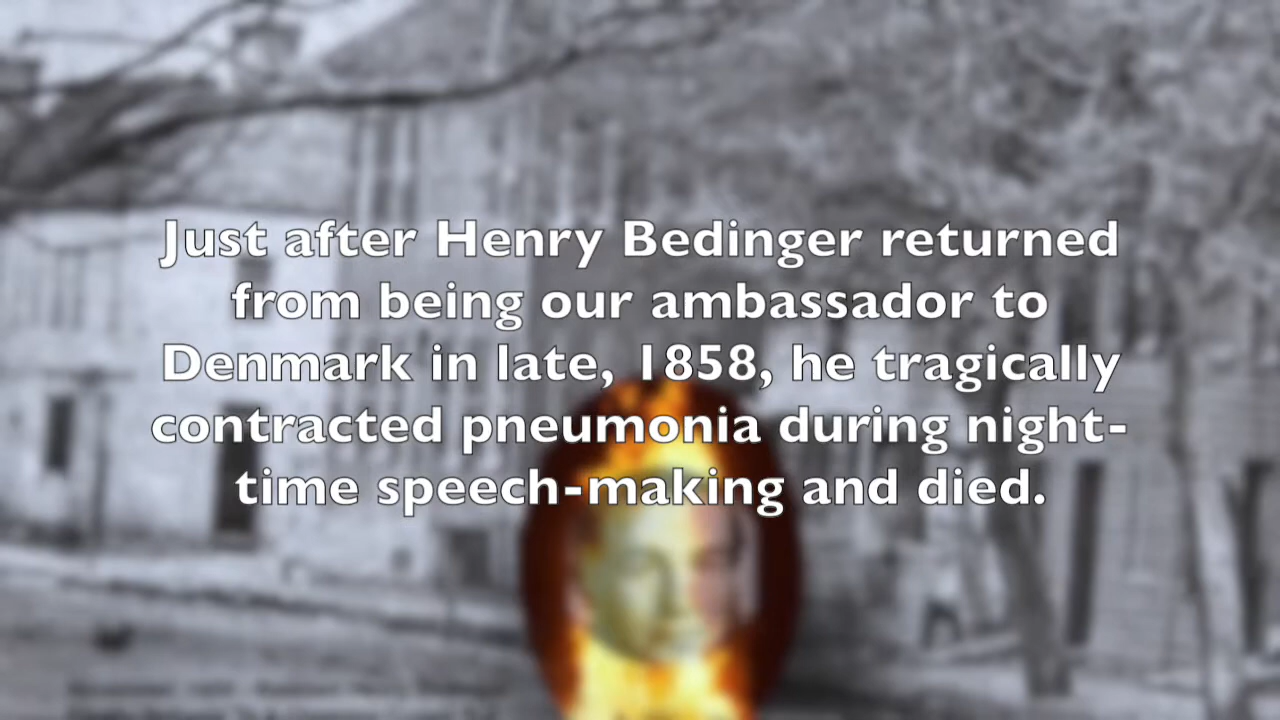 Just after Henry Bedinger returned
from being our ambassador to
Denmark in late, 1858, he tragically
contracted pneumonia during night-
time speech-making and died.